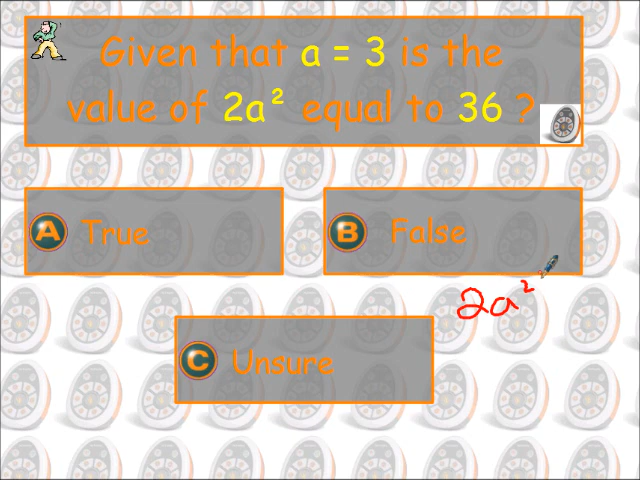 Given that a = 3 is the
value of 2a² equal to 36 ?
A True
B False
2a²
C Unsure